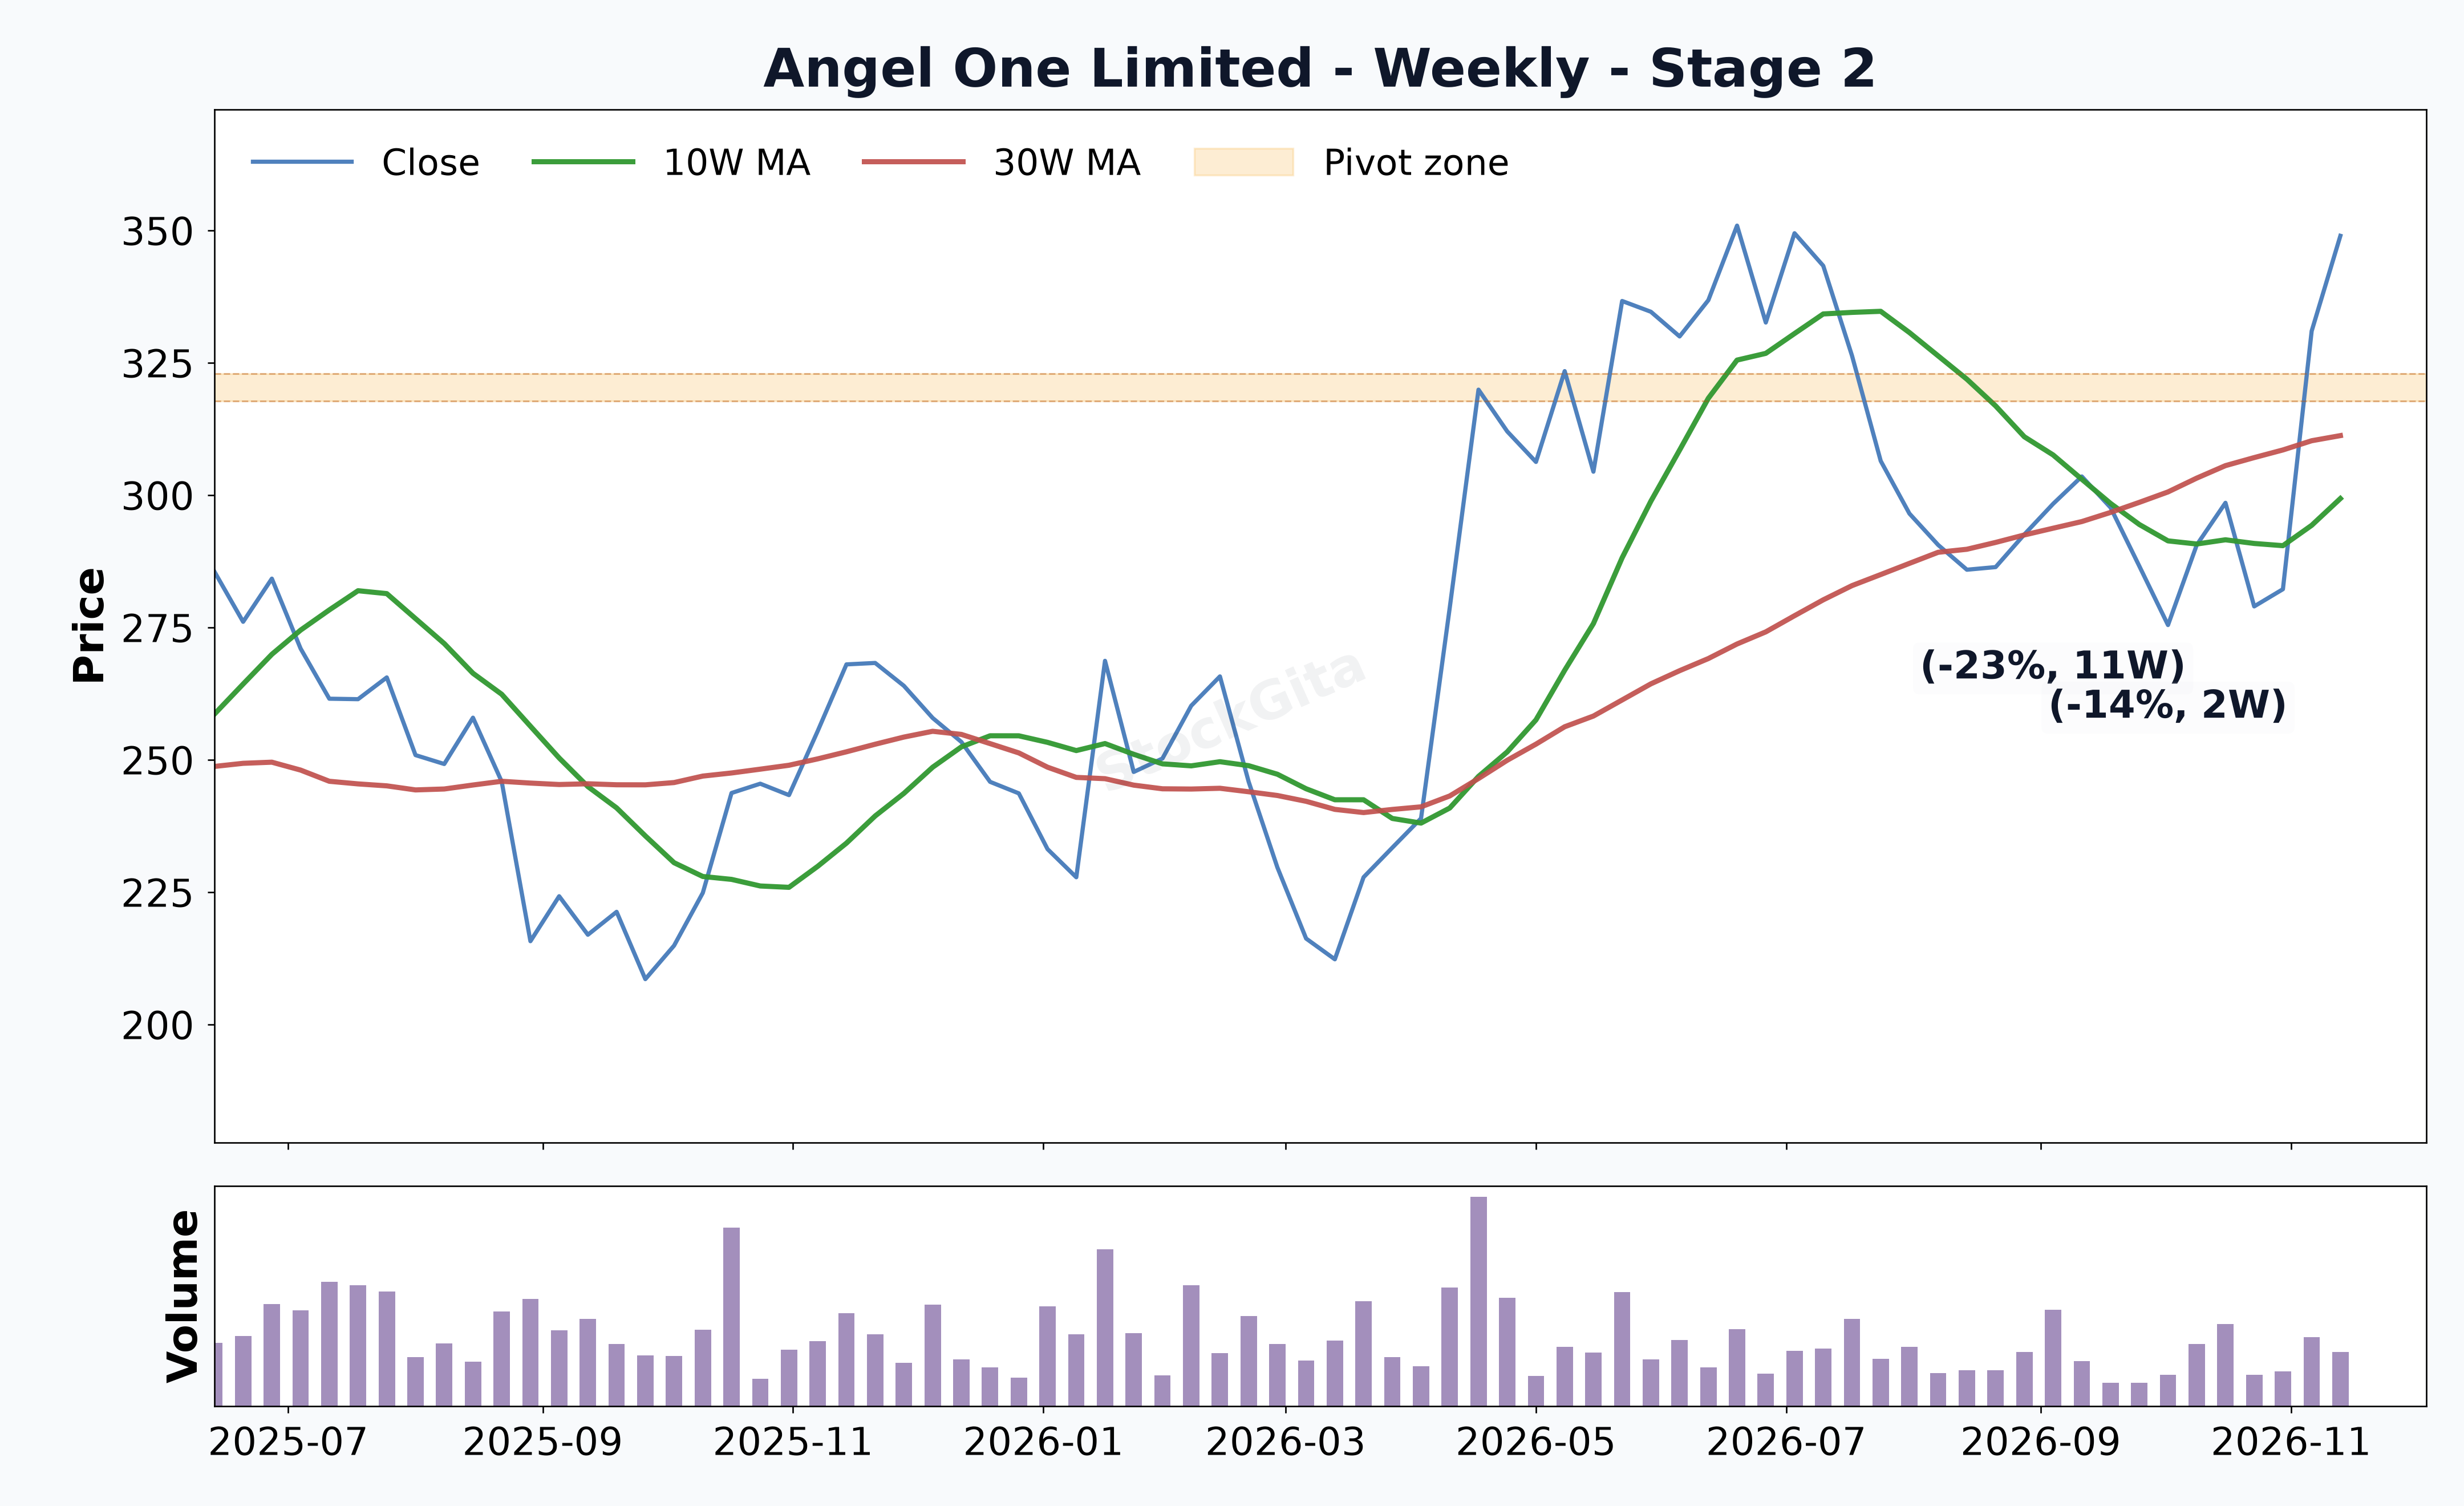 Angel One Limited - Weekly - Stage 2
Close 10W MA 30W MA Pivot zone
350
325
300
275
250
225
200
Price
StockGita
(-23%, 11W)
(-14%, 2W)
Volume
2025-07 2025-09 2025-11 2026-01 2026-03 2026-05 2026-07 2026-09 2026-11